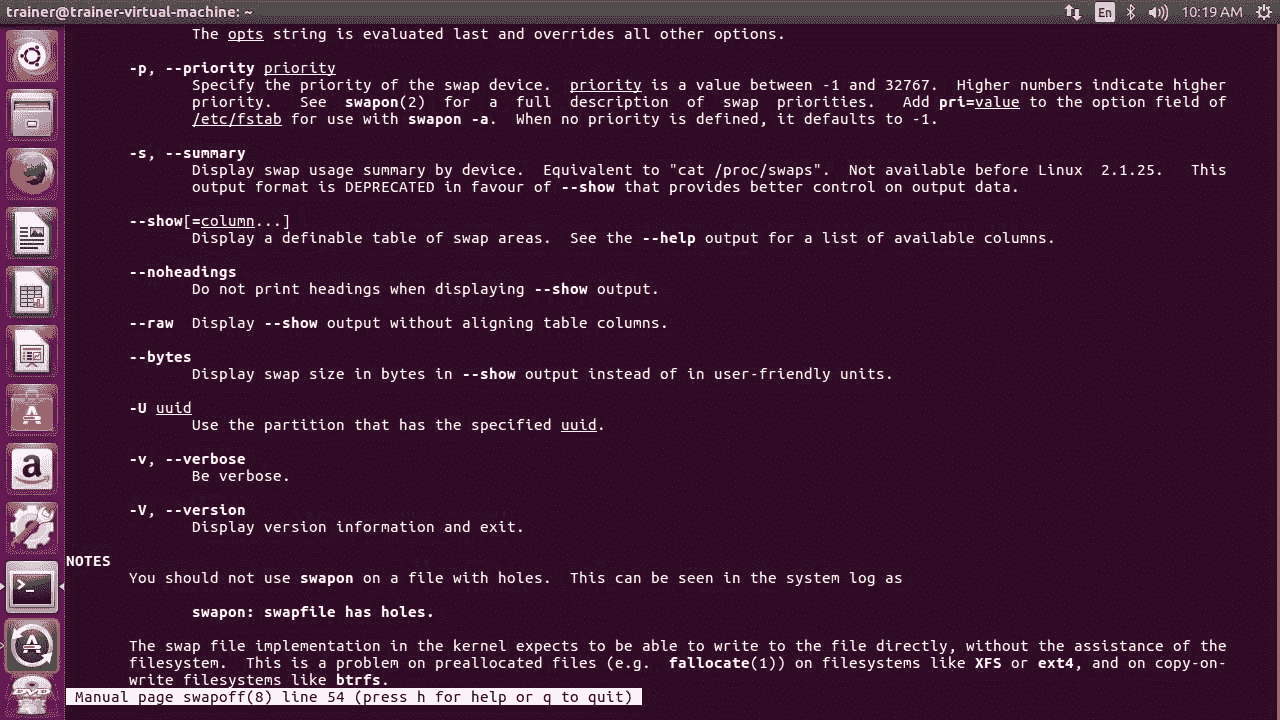 trainer@trainer-virtual-machine: ~
En
10:19 AM
The opts string is evaluated last and overrides all other options.
-p, --priority priority
Specify the priority of the swap device. priority is a value between -1 and 32767. Higher numbers indicate higher
priority. See swapon(2) for a full description of swap priorities. Add pri=value to the option field of
/etc/fstab for use with swapon -a. When no priority is defined, it defaults to -1.
-s, --summary
Display swap usage summary by device. Equivalent to "cat /proc/swaps". Not available before Linux 2.1.25. This
output format is DEPRECATED in favour of --show that provides better control on output data.
--show[=column...]
Display a definable table of swap areas. See the --help output for a list of available columns.
--noheadings
Do not print headings when displaying --show output.
--raw Display --show output without aligning table columns.
--bytes
Display swap size in bytes in --show output instead of in user-friendly units.
-U uuid
Use the partition that has the specified uuid.
-v, --verbose
Be verbose.
-V, --version
Display version information and exit.
NOTES
You should not use swapon on a file with holes. This can be seen in the system log as
swapon: swapfile has holes.
The swap file implementation in the kernel expects to be able to write to the file directly, without the assistance of the
filesystem. This is a problem on preallocated files (e.g. fallocate(1)) on filesystems like XFS or ext4, and on copy-on-
write filesystems like btrfs.
Manual page swapoff(8) line 54 (press h for help or q to quit)